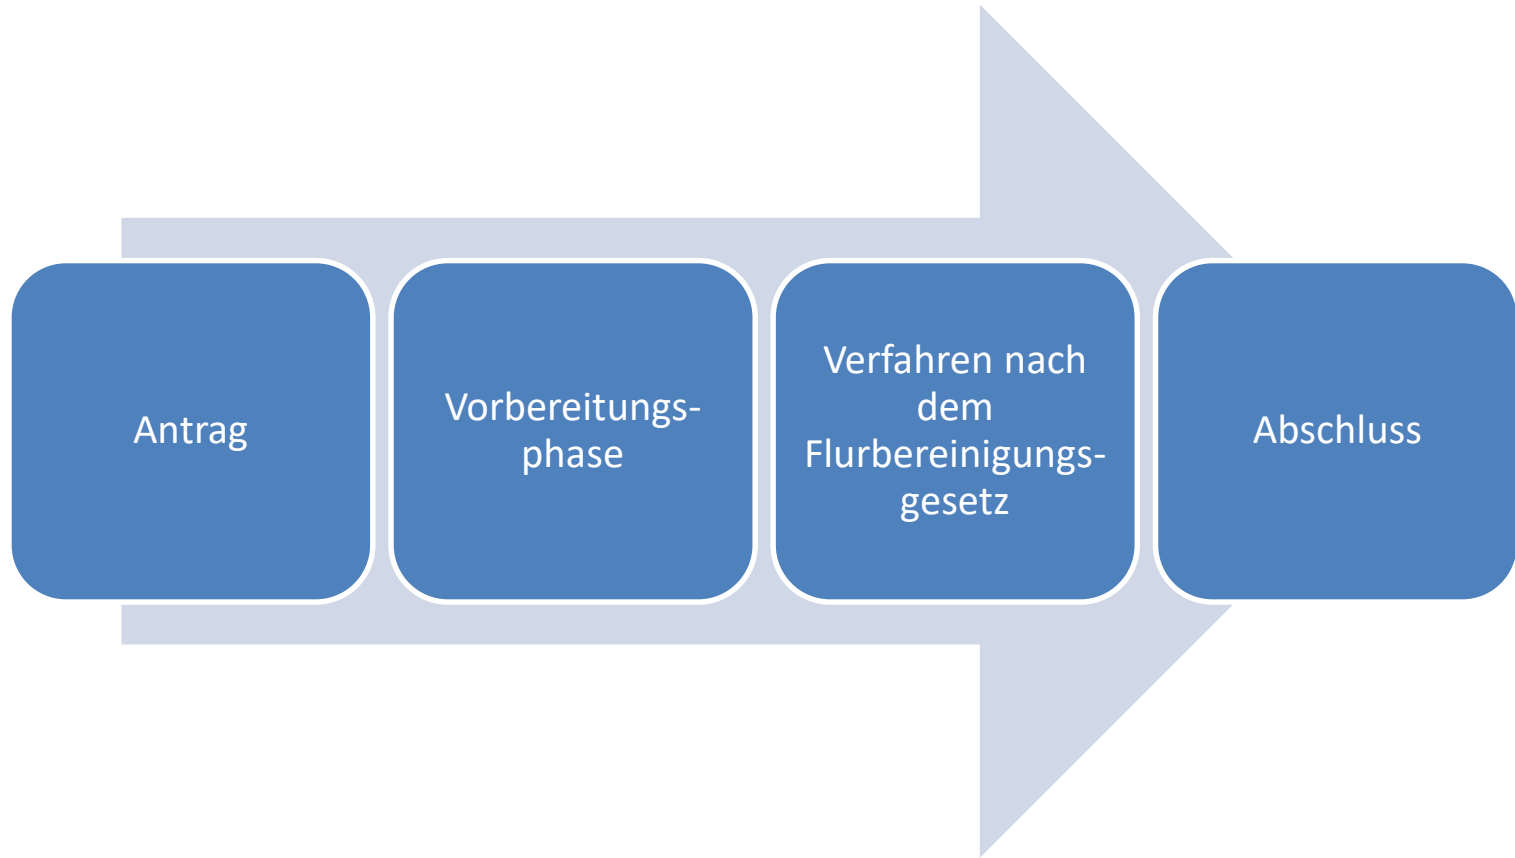 Antrag
Vorbereitungs-
phase
Verfahren nach
dem
Flurbereinigungs-
gesetz
Abschluss